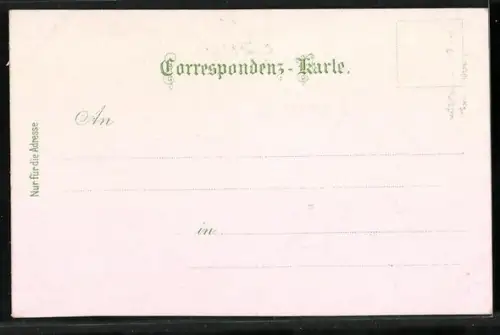 Correspondenz-Karte.
An
in
Nur für die Adresse